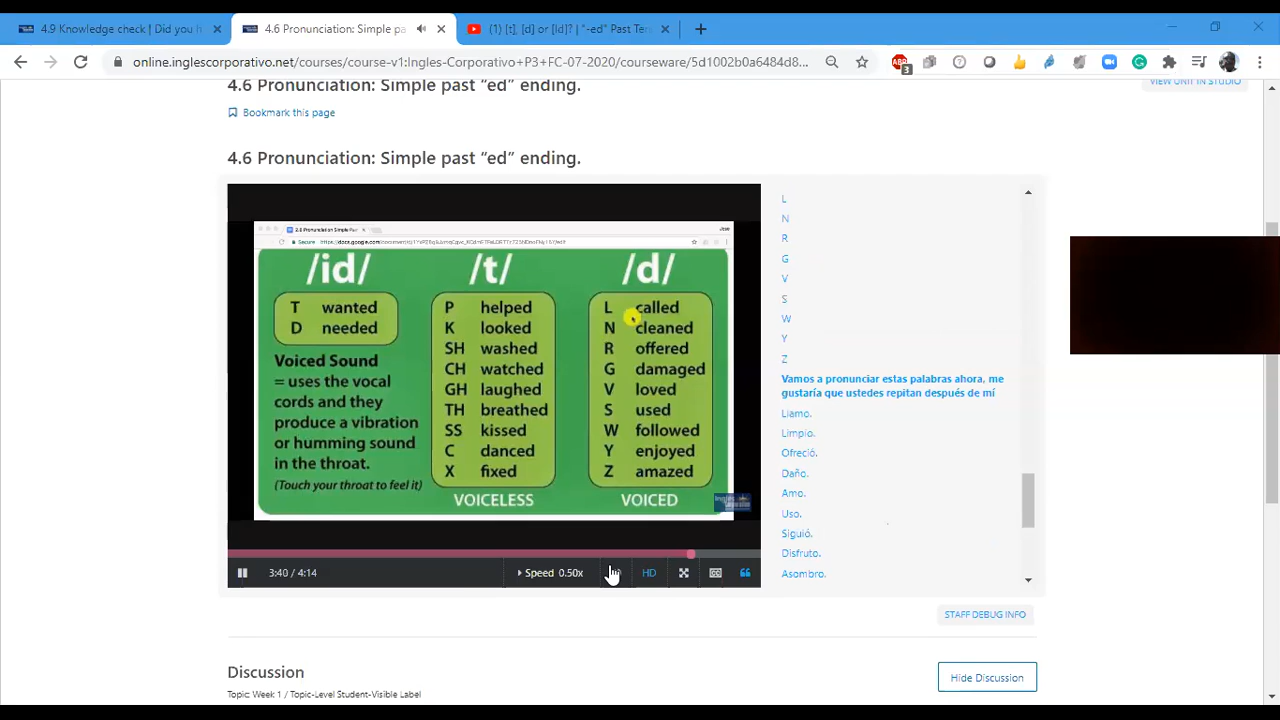 4.9 Knowledge check | Did you h
4.6 Pronunciation: Simple pa
(1) [t], [d] or [ɪd]? | "-ed" Past Ten
online.inglescorporativo.net/courses/course-v1:Ingles-Corporativo+P3+FC-07-2020/courseware/5d1002b0a6484d8...
3
4.6 Pronunciation: Simple past “ed” ending.
VIEW UNIT IN STUDIO
Bookmark this page
4.6 Pronunciation: Simple past “ed” ending.
/id/
T wanted
D needed
Voiced Sound
= uses the vocal
cords and they
produce a vibration
or humming sound
in the throat.
(Touch your throat to feel it)
/t/
P helped
K looked
SH washed
CH watched
GH laughed
TH breathed
SS kissed
C danced
X fixed
VOICELESS
/d/
L called
N cleaned
R offered
G damaged
V loved
S used
W followed
Y enjoyed
Z amazed
VOICED
3:40 / 4:14
Speed 0.50x
HD
L
N
R
G
V
S
W
Y
Z
Vamos a pronunciar estas palabras ahora, me
gustaría que ustedes repitan después de mí
Llamo.
Limpio.
Ofreció.
Daño.
Amo.
Uso.
Siguió.
Disfruto.
Asombro.
STAFF DEBUG INFO
Discussion
Topic: Week 1 / Topic-Level Student-Visible Label
Hide Discussion